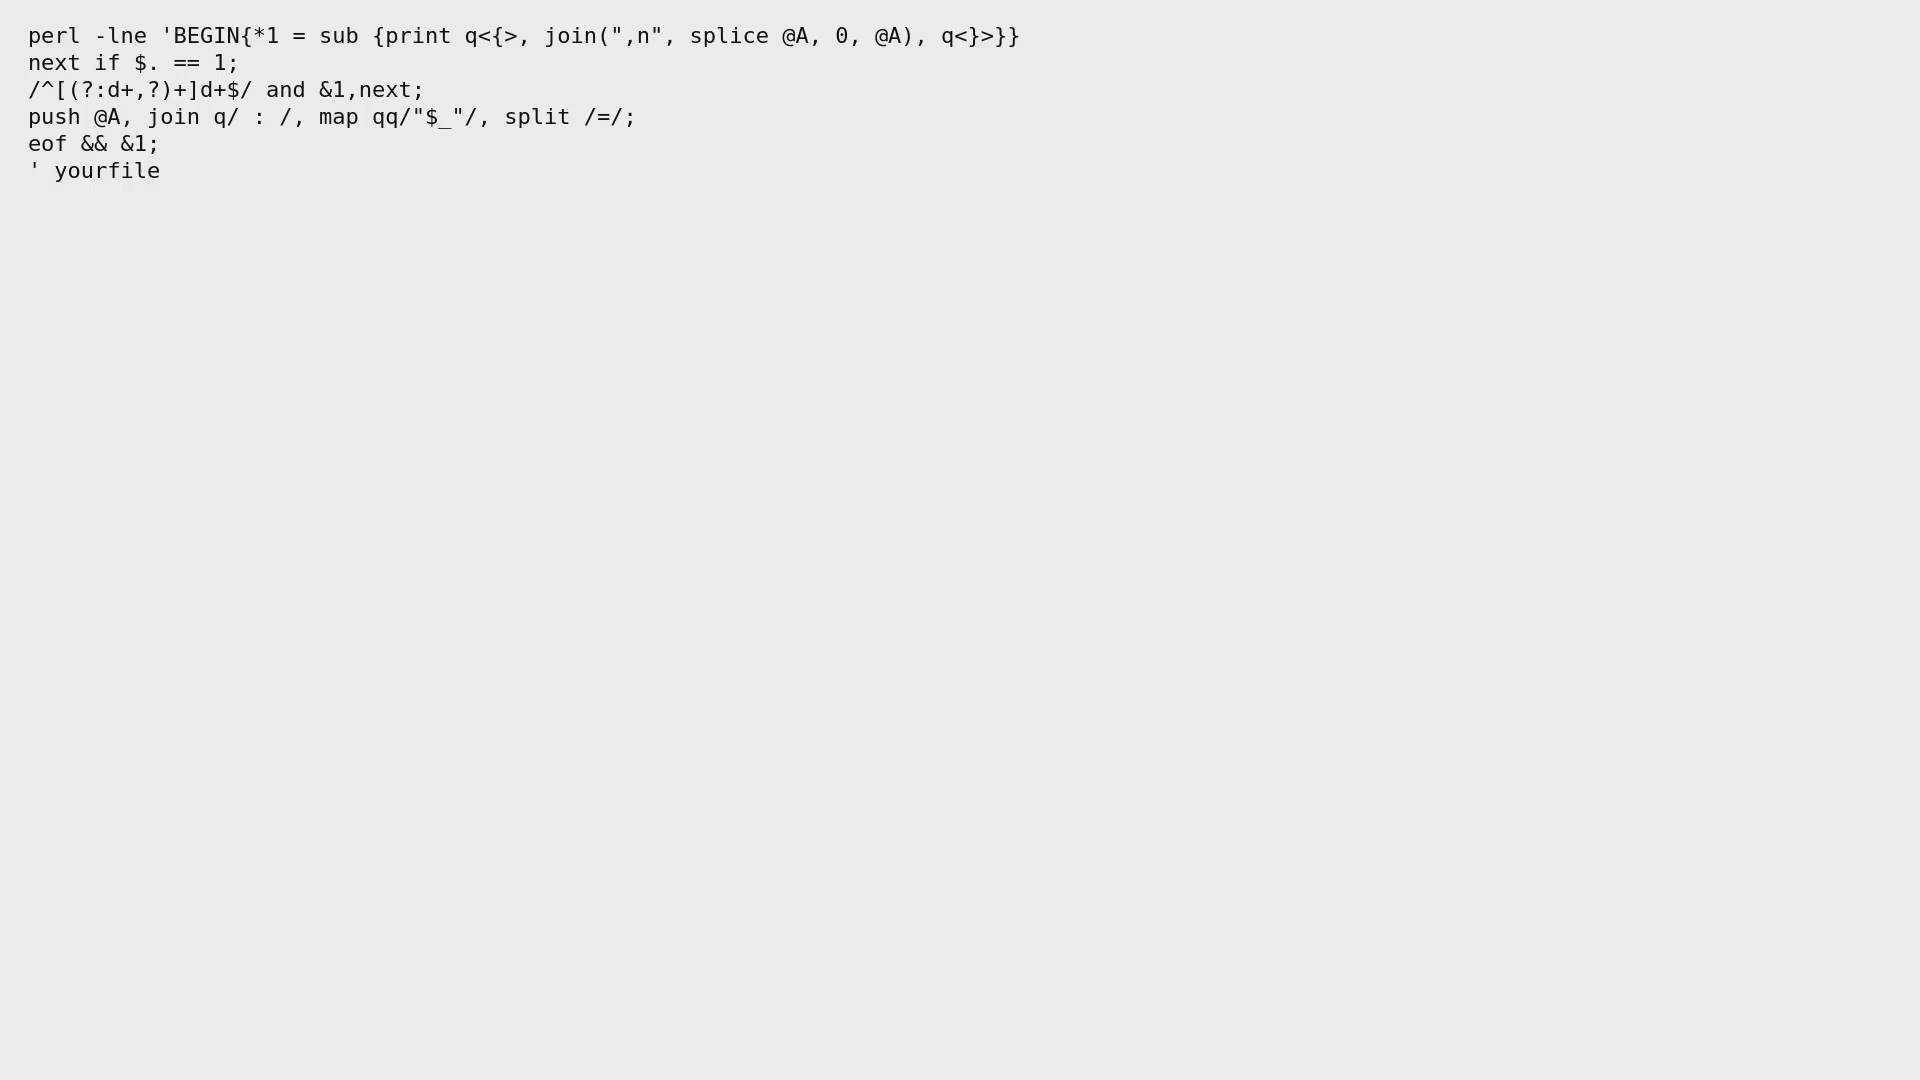 perl -lne 'BEGIN{*1 = sub {print q<{>, join(",n", splice @A, 0, @A), q<}>}}
next if $. == 1;
/^[(?:d+,?)+]d+$/ and &1,next;
push @A, join q/ : /, map qq/"$_"/, split /=/;
eof && &1;
' yourfile